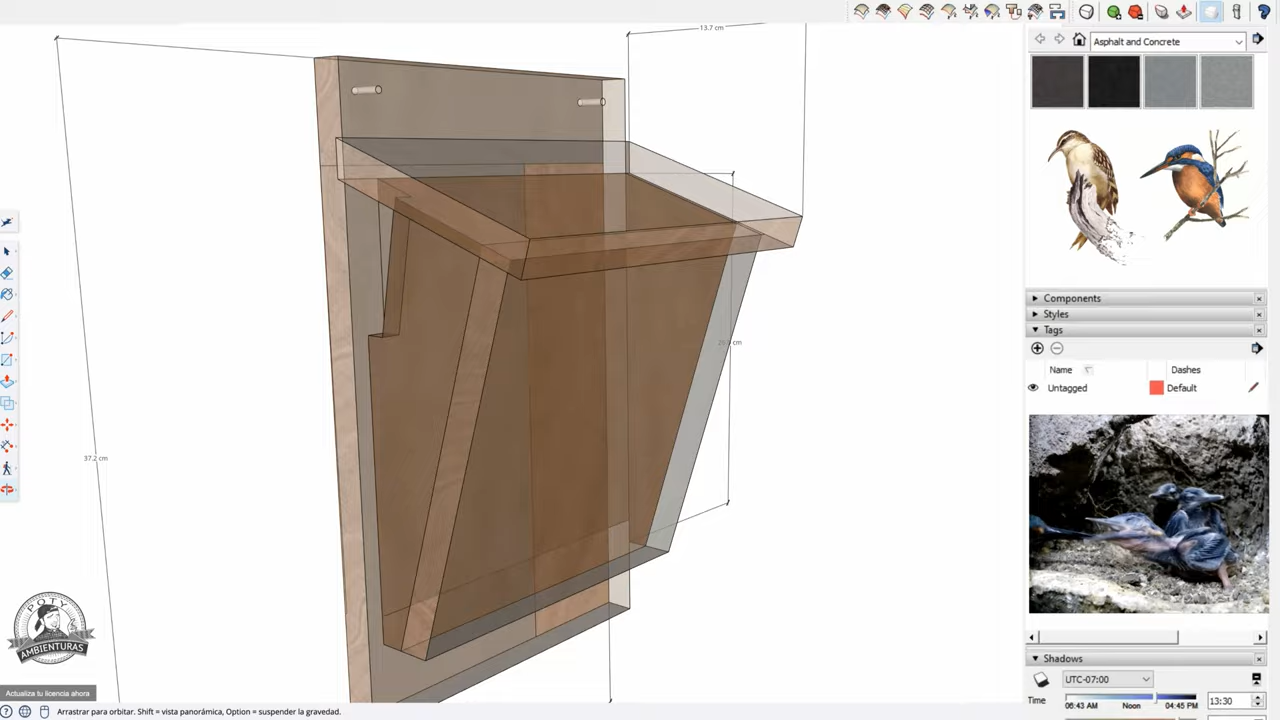 13.7 cm
Asphalt and Concrete
Components
Styles
Tags
Name
Dashes
Untagged
Default
37.2 cm
POTY
AMBIENTURAS
Actualiza tu licencia ahora
Arrastrar para orbitar. Shift = vista panorámica, Option = suspender la gravedad.
Shadows
UTC-07:00
Time
06:43 AM
Noon
04:45 PM
13:30